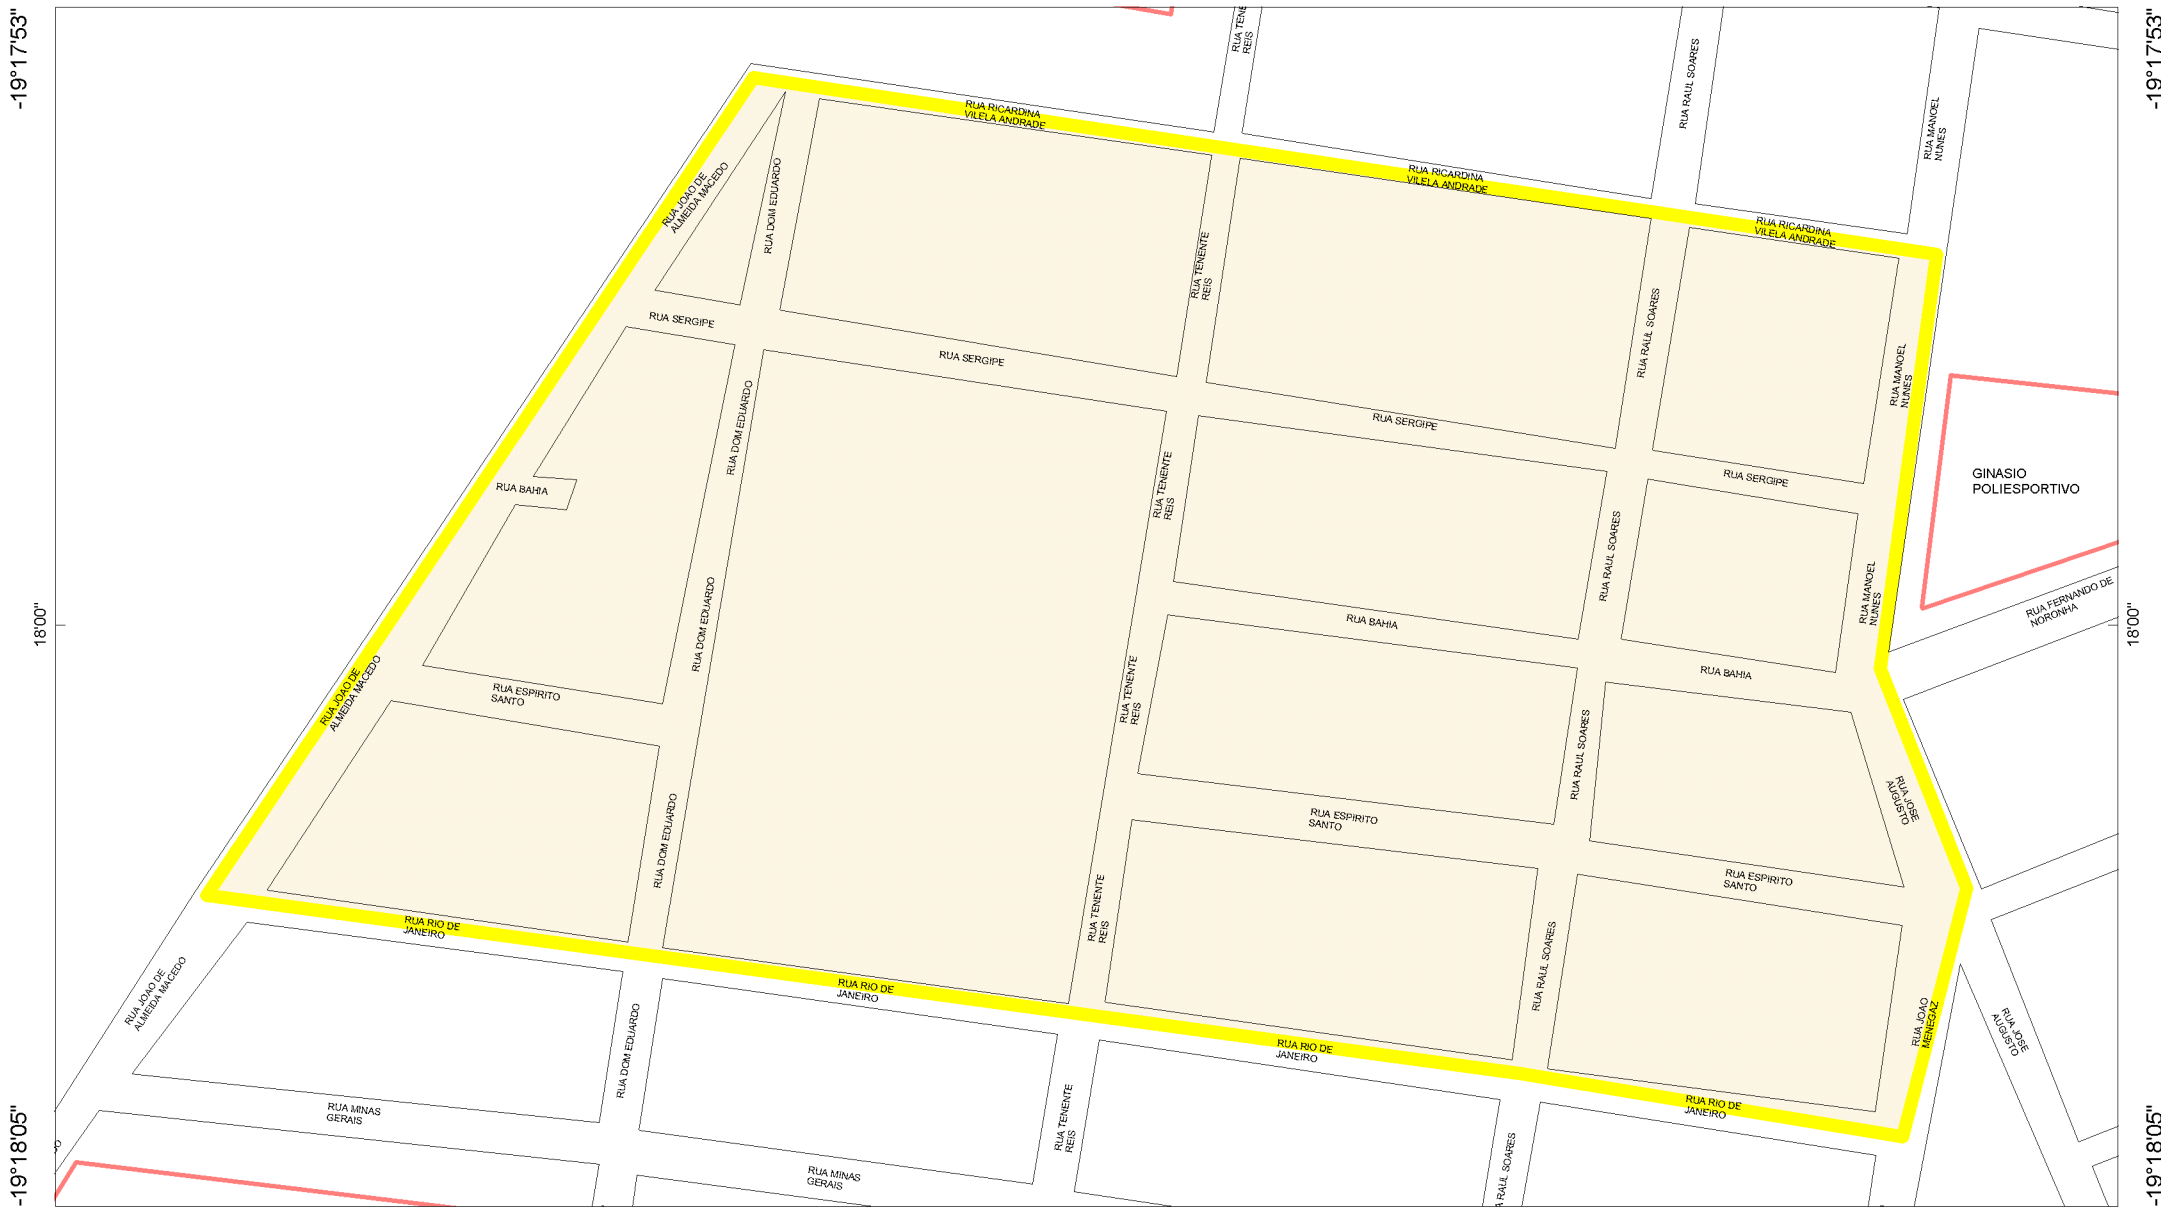 -19°17'53"
-19°17'53"
RUA TENE
REIS
RUA RAUL SOARES
RUA MANOEL
NUNES
RUA RICARDINA
VILELA ANDRADE
RUA RICARDINA
VILELA ANDRADE
RUA RICARDINA
VILELA ANDRADE
RUA JOAO DE
ALMEIDA MACEDO
RUA DOM EDUARDO
RUA TENENTE
REIS
RUA RAUL SOARES
RUA MANOEL
NUNES
RUA SERGIPE
RUA SERGIPE
RUA SERGIPE
RUA SERGIPE
RUA DOM EDUARDO
RUA TENENTE
REIS
RUA BAHIA
GINASIO
POLIESPORTIVO
RUA RAUL SOARES
RUA MANOEL
NUNES
RUA FERNANDO DE
NORONHA
18'00"
18'00"
RUA DOM EDUARDO
RUA BAHIA
RUA BAHIA
RUA JOAO DE
ALMEIDA MACEDO
RUA ESPIRITO
SANTO
RUA TENENTE
REIS
RUA RAUL SOARES
RUA JOSE
AUGUSTO
RUA ESPIRITO
SANTO
RUA DOM EDUARDO
RUA ESPIRITO
SANTO
RUA TENENTE
REIS
RUA RAUL SOARES
RUA RIO DE
JANEIRO
RUA RIO DE
JANEIRO
RUA JOAO DE
ALMEIDA MACEDO
RUA RIO DE
JANEIRO
RUA JOAO
MENEGAZ
RUA JOSE
AUGUSTO
RUA DOM EDUARDO
RUA RIO DE
JANEIRO
RUA MINAS
GERAIS
RUA TENENTE
REIS
RUA MINAS
GERAIS
A RAUL SOARES
-19°18'05"
-19°18'05"